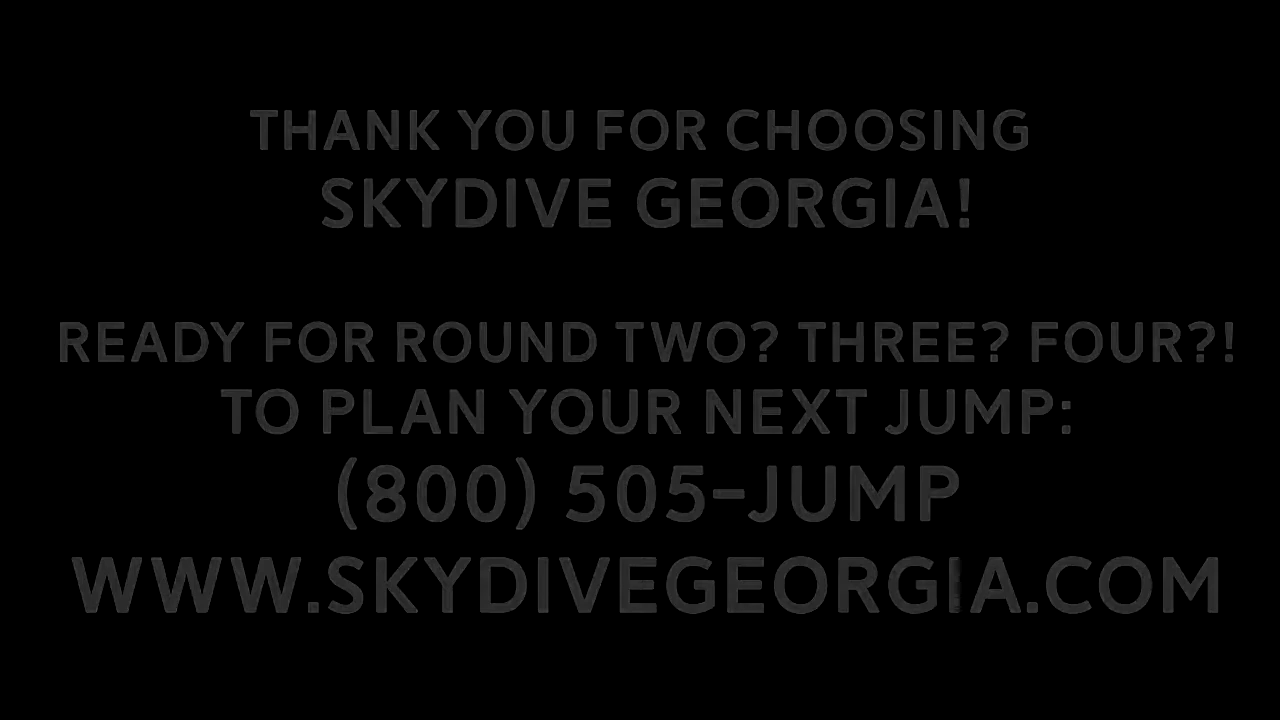 THANK YOU FOR CHOOSING
SKYDIVE GEORGIA!
READY FOR ROUND TWO? THREE? FOUR?!
TO PLAN YOUR NEXT JUMP:
(800) 505-JUMP
WWW.SKYDIVEGEORGIA.COM